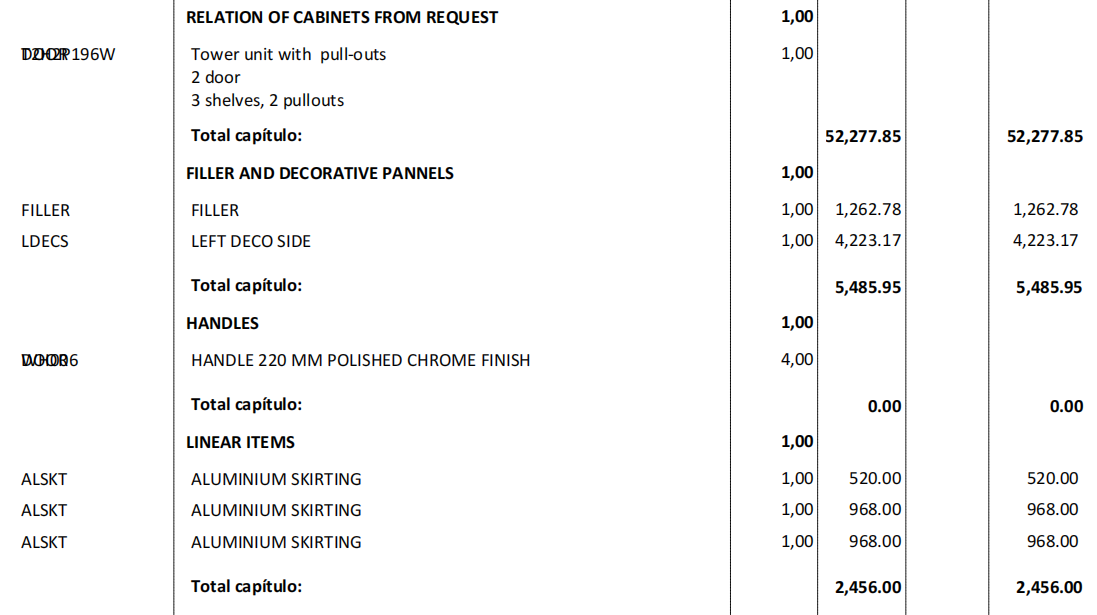 RELATION OF CABINETS FROM REQUEST 1,00
Tower unit with pull-outs 1,00
2 door
3 shelves, 2 pullouts
Total capítulo: 52,277.85 52,277.85
FILLER AND DECORATIVE PANNELS 1,00
FILLER FILLER 1,00 1,262.78 1,262.78
LDECS LEFT DECO SIDE 1,00 4,223.17 4,223.17
Total capítulo: 5,485.95 5,485.95
HANDLES 1,00
HANDLE 220 MM POLISHED CHROME FINISH 4,00
Total capítulo: 0.00 0.00
LINEAR ITEMS 1,00
ALSKT ALUMINIUM SKIRTING 1,00 520.00 520.00
ALSKT ALUMINIUM SKIRTING 1,00 968.00 968.00
ALSKT ALUMINIUM SKIRTING 1,00 968.00 968.00
Total capítulo: 2,456.00 2,456.00